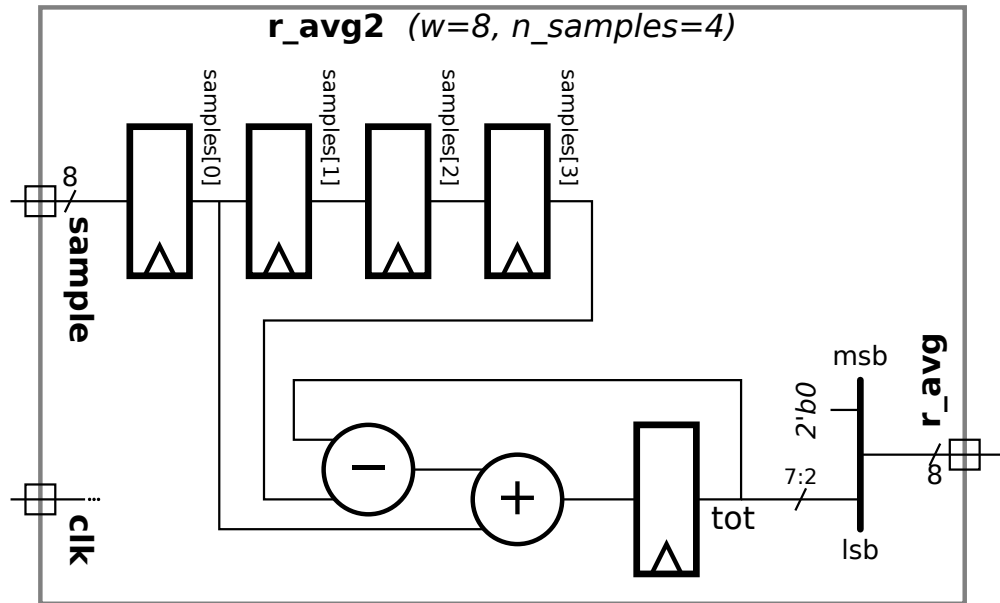 r_avg2 (w=8, n_samples=4)
samples[0]
samples[1]
samples[2]
samples[3]
8
sample
−
+
tot
7:2
2'b0
msb
lsb
r_avg
8
clk
...